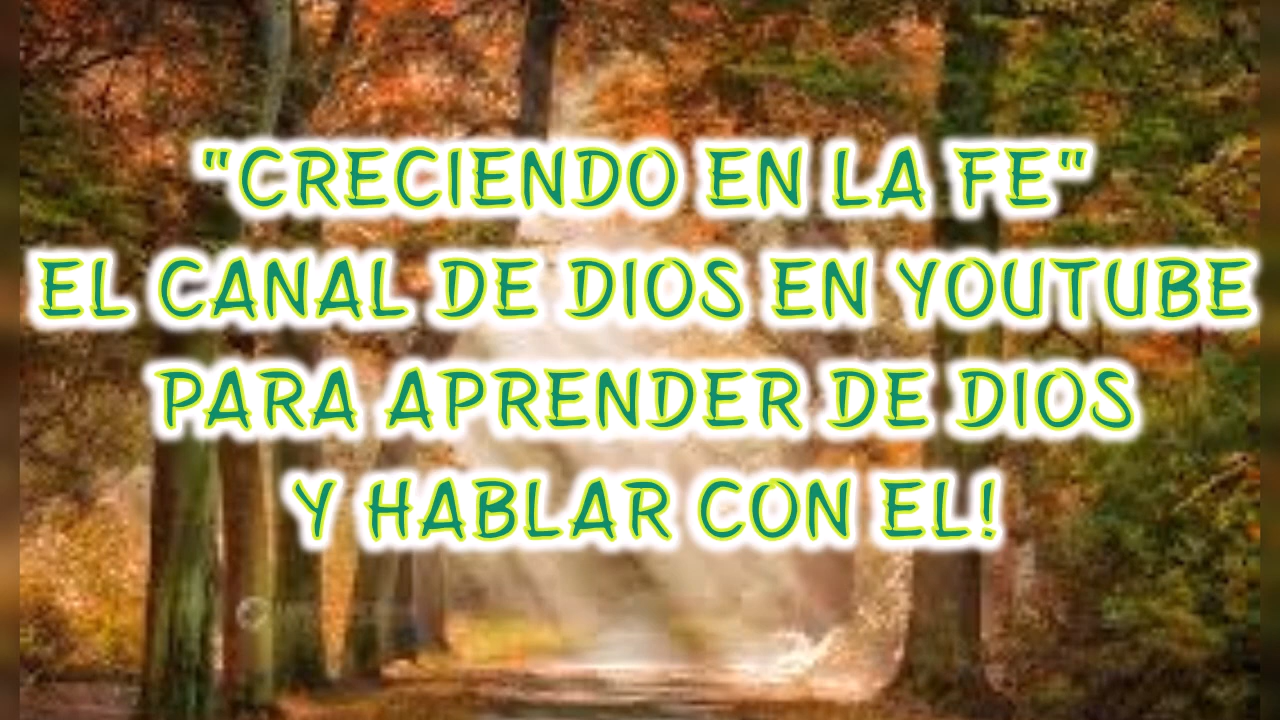 "CRECIENDO EN LA FE"
EL CANAL DE DIOS EN YOUTUBE
PARA APRENDER DE DIOS
Y HABLAR CON EL!